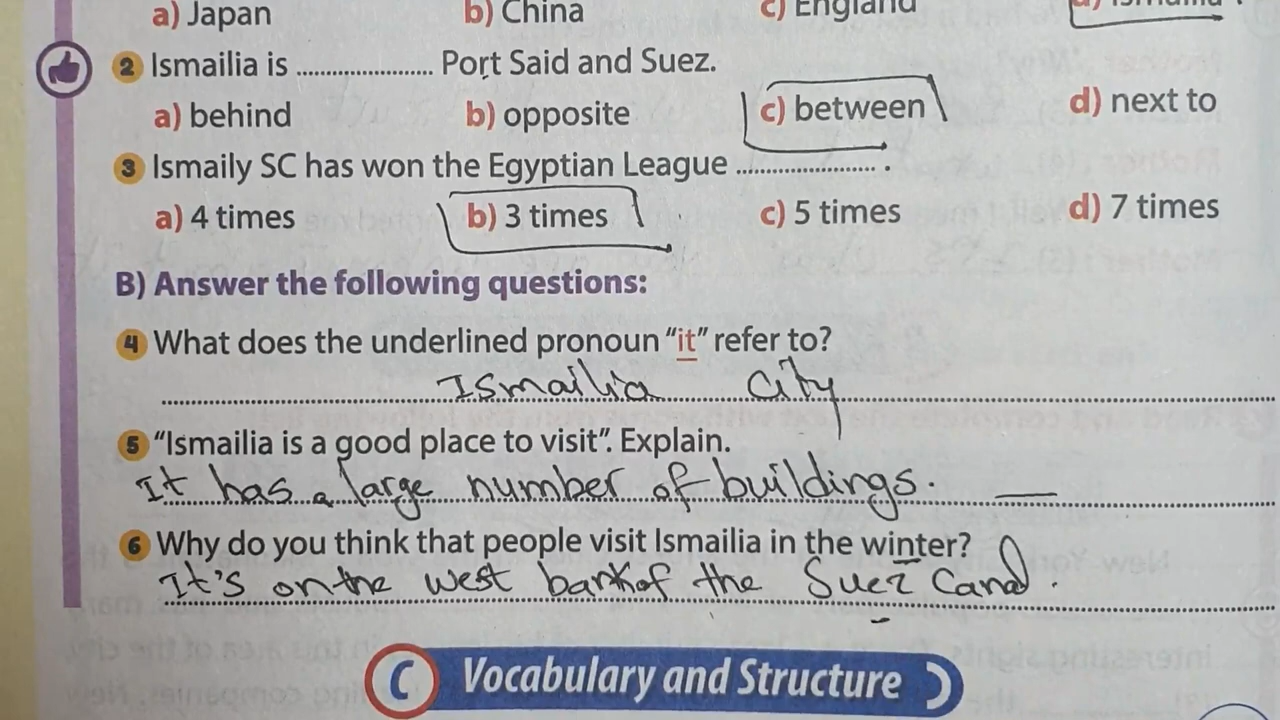 a) Japan b) China c) England d) Ismailia
2 Ismailia is ........................ Port Said and Suez.
a) behind b) opposite c) between d) next to
3 Ismaily SC has won the Egyptian League ........................ .
a) 4 times b) 3 times c) 5 times d) 7 times
B) Answer the following questions:
4 What does the underlined pronoun “it” refer to?
Ismailia City
5 “Ismailia is a good place to visit”. Explain.
It has a large number of buildings.
6 Why do you think that people visit Ismailia in the winter?
It's on the west bank of the Suez Canal.
C Vocabulary and Structure